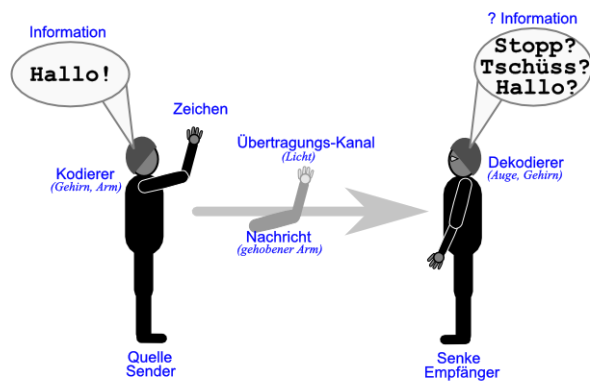 Information
Hallo!
Zeichen
Kodierer
(Gehirn, Arm)
Übertragungs-Kanal
(Licht)
Nachricht
(gehobener Arm)
Quelle
Sender
? Information
Stopp?
Tschüss?
Hallo?
Dekodierer
(Auge, Gehirn)
Senke
Empfänger